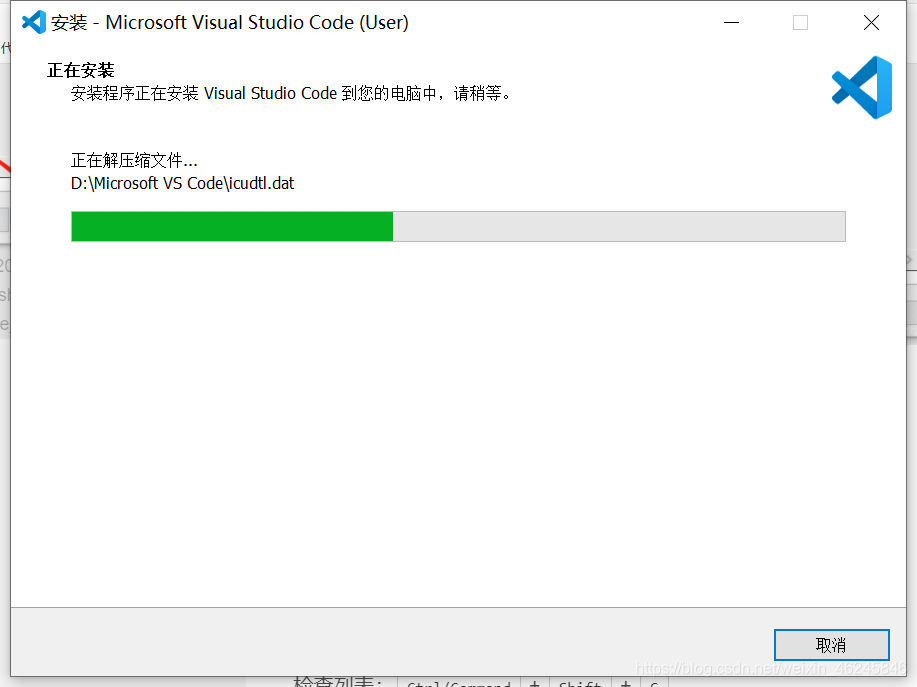 安装 - Microsoft Visual Studio Code (User)
正在安装
安装程序正在安装 Visual Studio Code 到您的电脑中，请稍等。
正在解压缩文件...
D:\Microsoft VS Code\icudtl.dat
取消
https://blog.csdn.net/weixin_46245846
检查列表： Ctrl/Command + Shift +